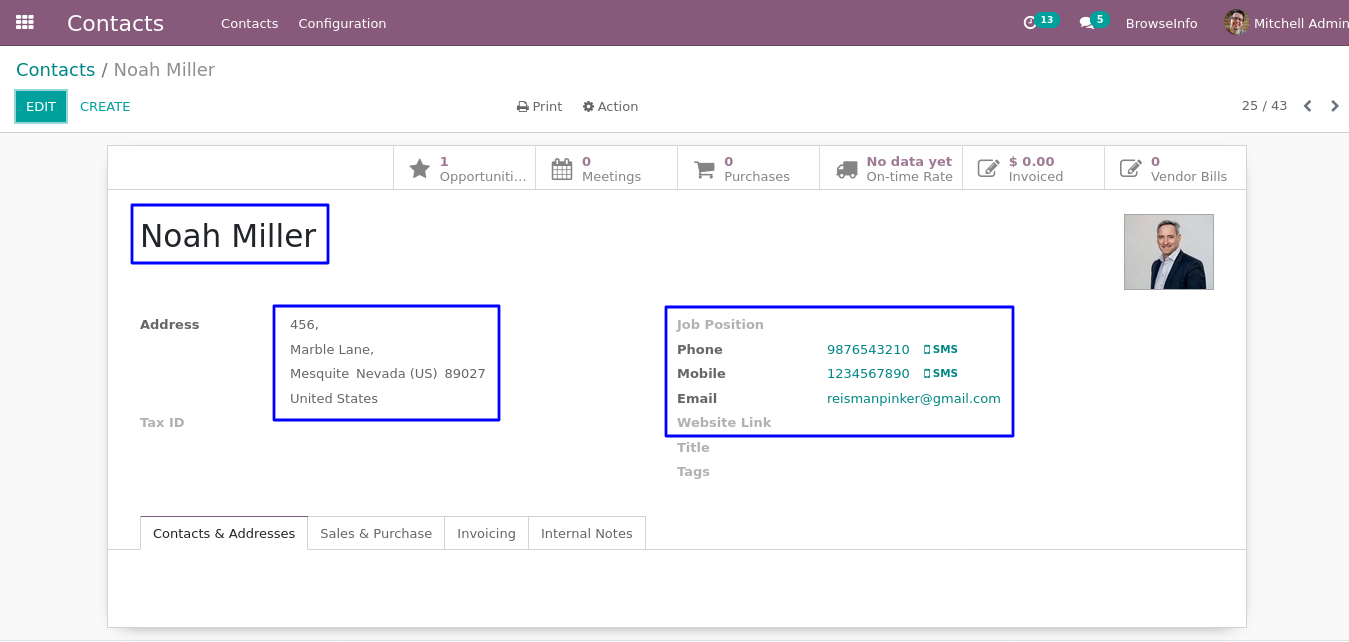 Contacts Contacts Configuration 13 5 BrowseInfo Mitchell Admin
Contacts / Noah Miller
EDIT CREATE Print Action 25 / 43
1 Opportuniti...
0 Meetings
0 Purchases
No data yet On-time Rate
$ 0.00 Invoiced
0 Vendor Bills
Noah Miller
Address
456,
Marble Lane,
Mesquite Nevada (US) 89027
United States
Tax ID
Job Position
Phone 9876543210 SMS
Mobile 1234567890 SMS
Email reismanpinker@gmail.com
Website Link
Title
Tags
Contacts & Addresses Sales & Purchase Invoicing Internal Notes